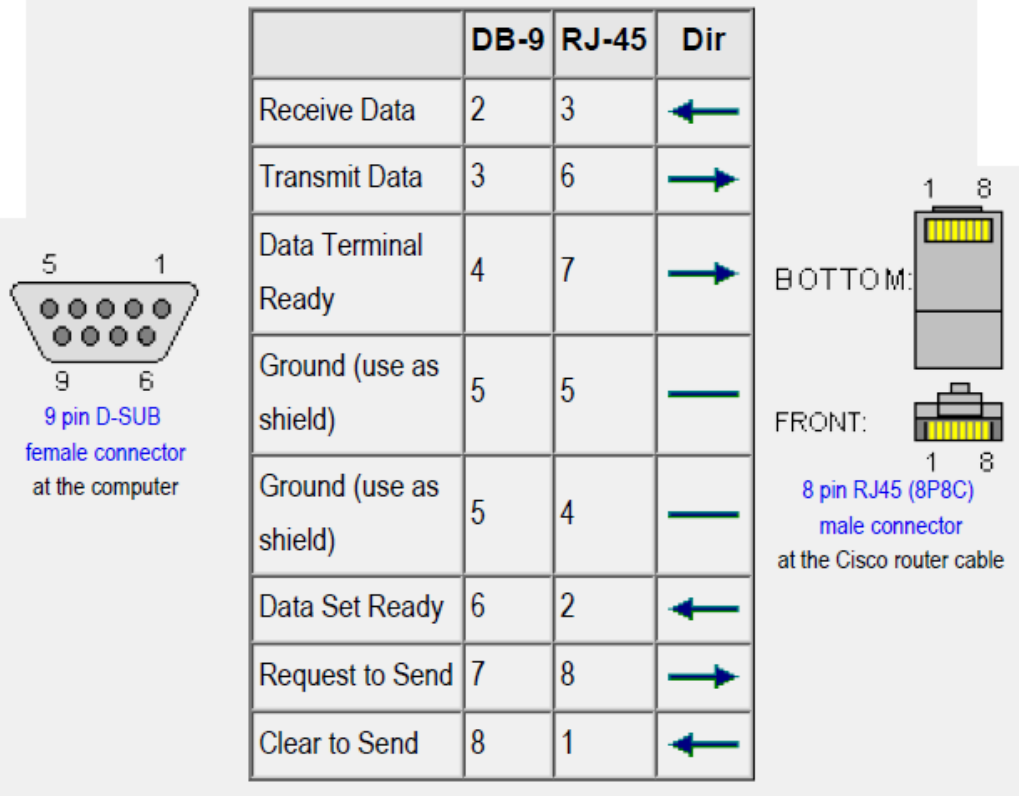 DB-9 RJ-45 Dir
Receive Data 2 3
Transmit Data 3 6
Data Terminal
Ready 4 7
Ground (use as
shield) 5 5
Ground (use as
shield) 5 4
Data Set Ready 6 2
Request to Send 7 8
Clear to Send 8 1
5 1
9 6
9 pin D-SUB
female connector
at the computer
1 8
BOTTOM:
FRONT:
1 8
8 pin RJ45 (8P8C)
male connector
at the Cisco router cable